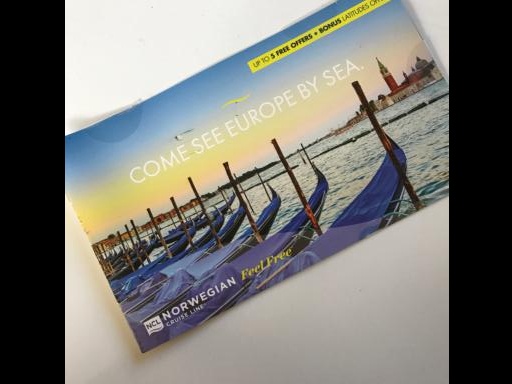 UP TO 5 FREE OFFERS + BONUS LATITUDES
COME SEE EUROPE BY SEA.
NCL
NORWEGIAN
CRUISE LINE
Feel Free